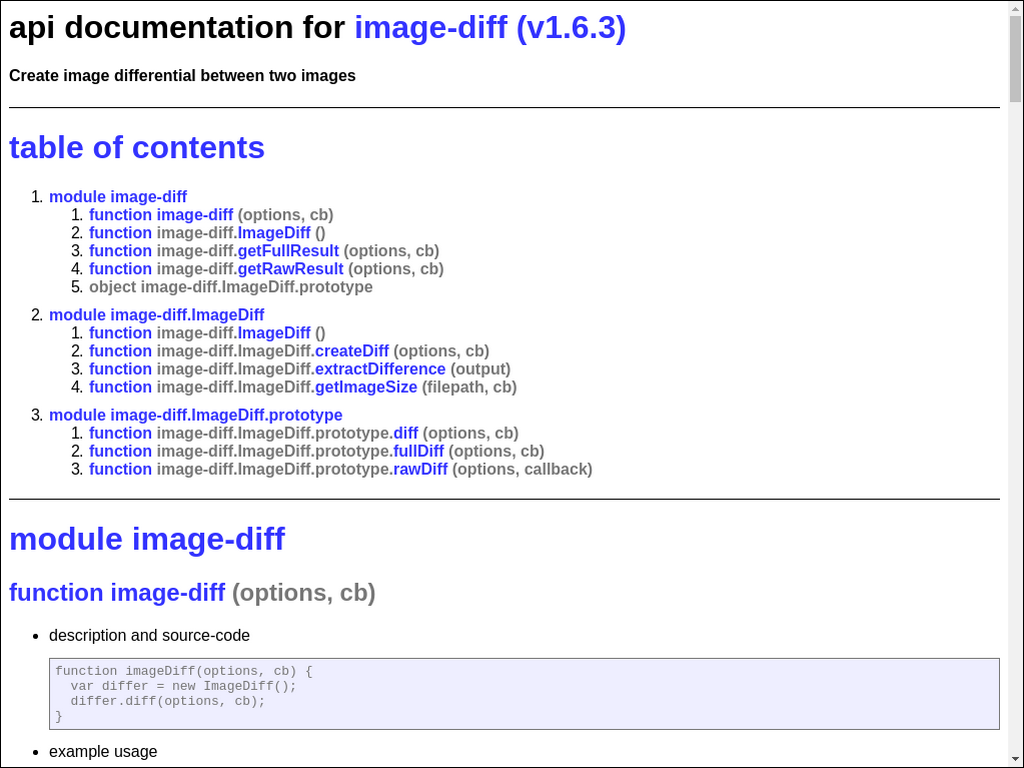 api documentation for image-diff (v1.6.3)
Create image differential between two images
table of contents
1. module image-diff
1. function image-diff (options, cb)
2. function image-diff.ImageDiff ()
3. function image-diff.getFullResult (options, cb)
4. function image-diff.getRawResult (options, cb)
5. object image-diff.ImageDiff.prototype
2. module image-diff.ImageDiff
1. function image-diff.ImageDiff ()
2. function image-diff.ImageDiff.createDiff (options, cb)
3. function image-diff.ImageDiff.extractDifference (output)
4. function image-diff.ImageDiff.getImageSize (filepath, cb)
3. module image-diff.ImageDiff.prototype
1. function image-diff.ImageDiff.prototype.diff (options, cb)
2. function image-diff.ImageDiff.prototype.fullDiff (options, cb)
3. function image-diff.ImageDiff.prototype.rawDiff (options, callback)
module image-diff
function image-diff (options, cb)
• description and source-code
function imageDiff(options, cb) {
  var differ = new ImageDiff();
  differ.diff(options, cb);
}
• example usage